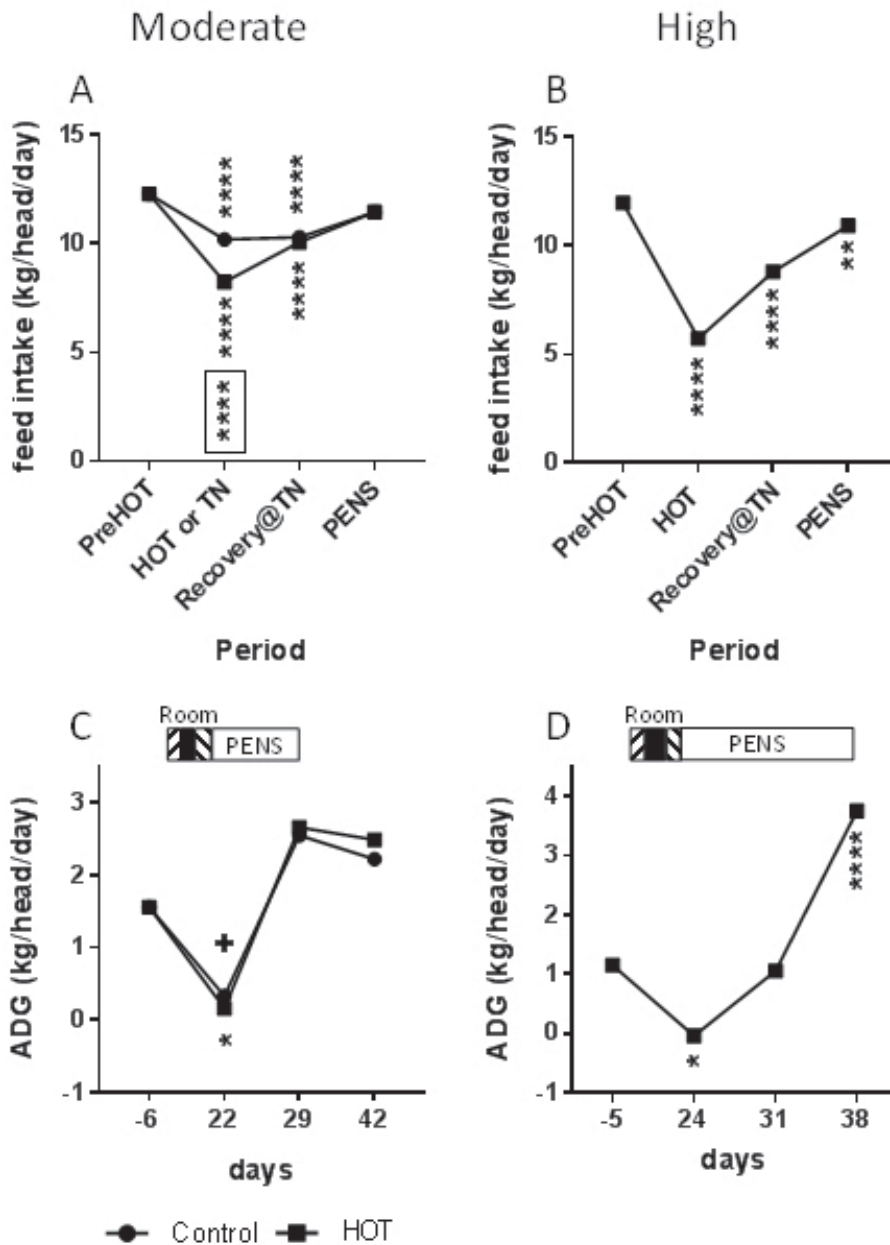 Moderate
High
A
feed intake (kg/head/day)
15
10
5
0
****
****
****
****
****
PreHOT
HOT or TN
Recovery@TN
PENS
Period
B
feed intake (kg/head/day)
15
10
5
0
****
****
**
PreHOT
HOT
Recovery@TN
PENS
Period
C
Room
PENS
ADG (kg/head/day)
3
2
1
0
-1
+
*
-6 22 29 42
days
D
Room
PENS
ADG (kg/head/day)
4
3
2
1
0
-1
*
****
-5 24 31 38
days
Control HOT